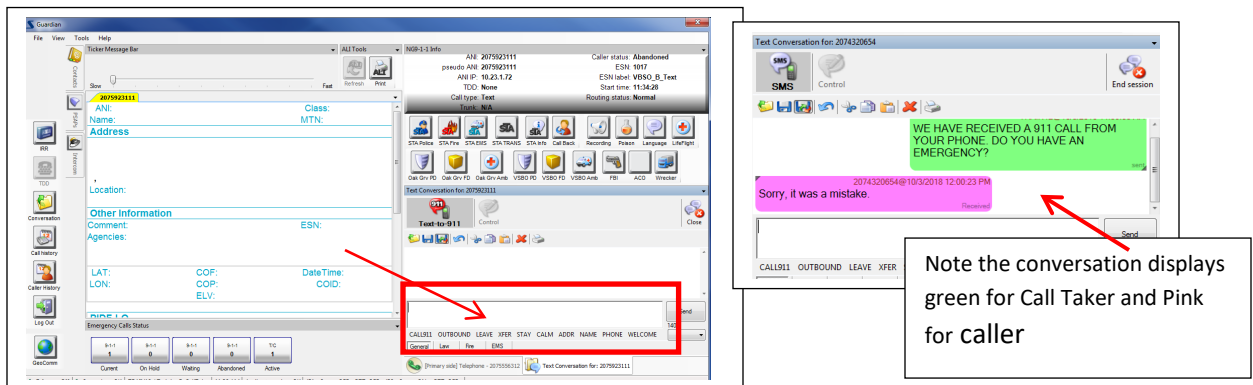 Guardian
File View Tools Help
Ticker Message Bar
ALI Tools
Slow
Fast
Refresh Print
Contacts
PSAPs
Intercom
IRR
TDD
Conversation
Call history
Caller History
Log Out
GeoComm
2075923111
ANI: Class:
Name: MTN:
Address
,
Location:
Other Information
Comment: ESN:
Agencies:
LAT: COF: DateTime:
LON: COP: COID:
ELV:
Emergency Calls Status
9-1-1 9-1-1 9-1-1 9-1-1 T/C
1 0 0 0 1
Current On Hold Waiting Abandoned Active
NG9-1-1 Info
ANI: 2075923111 Caller status: Abandoned
pseudo ANI: 2075923111 ESN: 1017
ANI IP: 10.23.1.72 ESN label: VBSO_B_Text
TDD: None Start time: 11:34:28
Call type: Text Routing status: Normal
Trunk: N/A
STA Police STA Fire STA EMS STA TRANS STA Info Call Back Recording Poison Language LifeFlight
Oak Grv PD Oak Grv FD Oak Grv Amb VSBO PD VSBO FD VSBO Amb FBI ACO Wrecker
Text Conversation for: 2075923111
911
Text-to-911 Control
Close
Send
140
CALL911 OUTBOUND LEAVE XFER STAY CALM ADDR NAME PHONE WELCOME
General Law Fire EMS
[Primary side] Telephone - 2075556312 Text Conversation for: 2075923111
Text Conversation for: 2074320654
SMS
SMS Control
End session
WE HAVE RECEIVED A 911 CALL FROM
YOUR PHONE. DO YOU HAVE AN
EMERGENCY?
sent
2074320654@10/3/2018 12:00:23 PM
Sorry, it was a mistake.
Received
Send
CALL911 OUTBOUND LEAVE XFER
Note the conversation displays
green for Call Taker and Pink
for caller